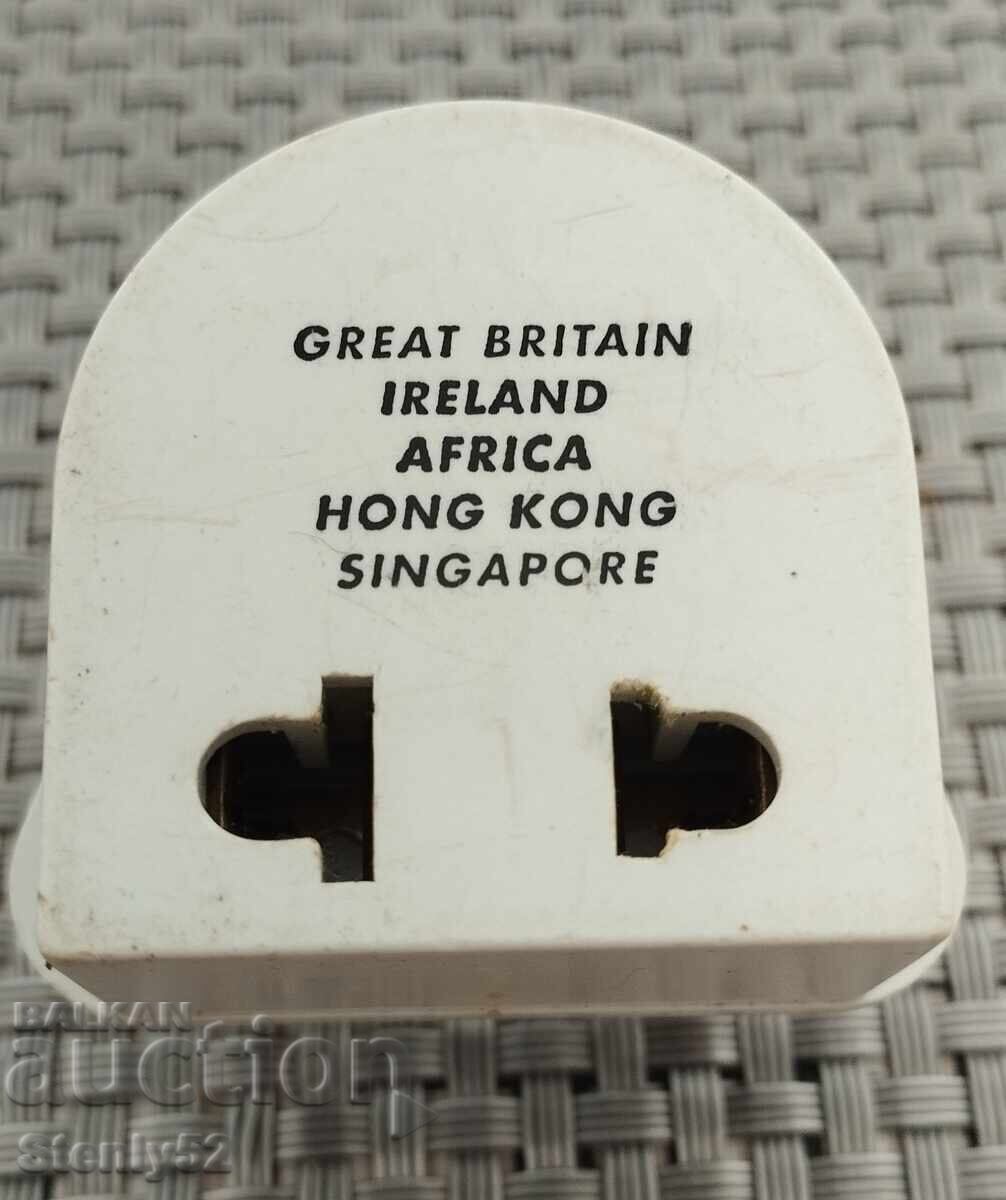 GREAT BRITAIN
IRELAND
AFRICA
HONG KONG
SINGAPORE
BALKAN
auction
Stenly52